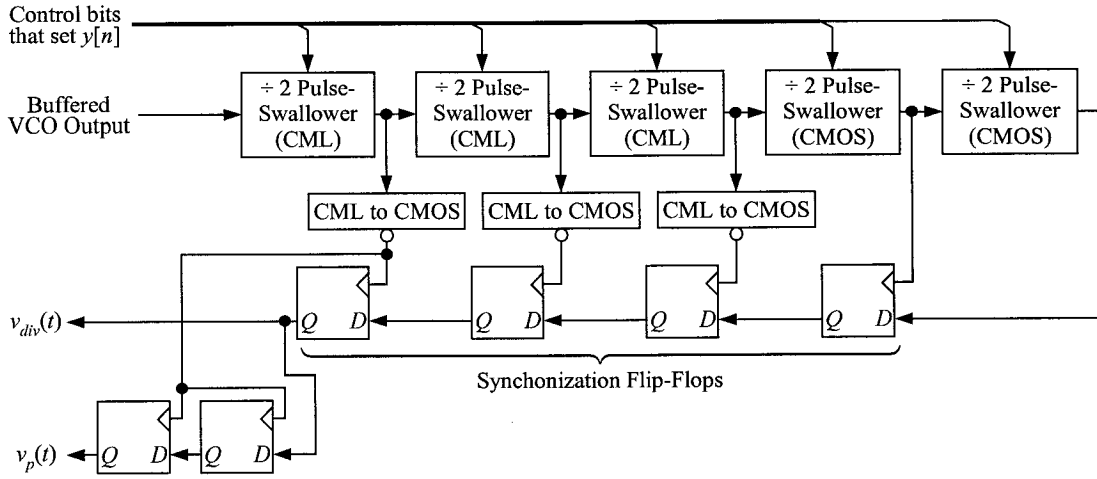 Control bits
that set y[n]
÷ 2 Pulse-
Swallower
(CML)
÷ 2 Pulse-
Swallower
(CML)
÷ 2 Pulse-
Swallower
(CML)
÷ 2 Pulse-
Swallower
(CMOS)
÷ 2 Pulse-
Swallower
(CMOS)
Buffered
VCO Output
CML to CMOS
CML to CMOS
CML to CMOS
v_div(t)
Q D
Q D
Q D
Q D
Synchonization Flip-Flops
v_p(t)
Q D
Q D